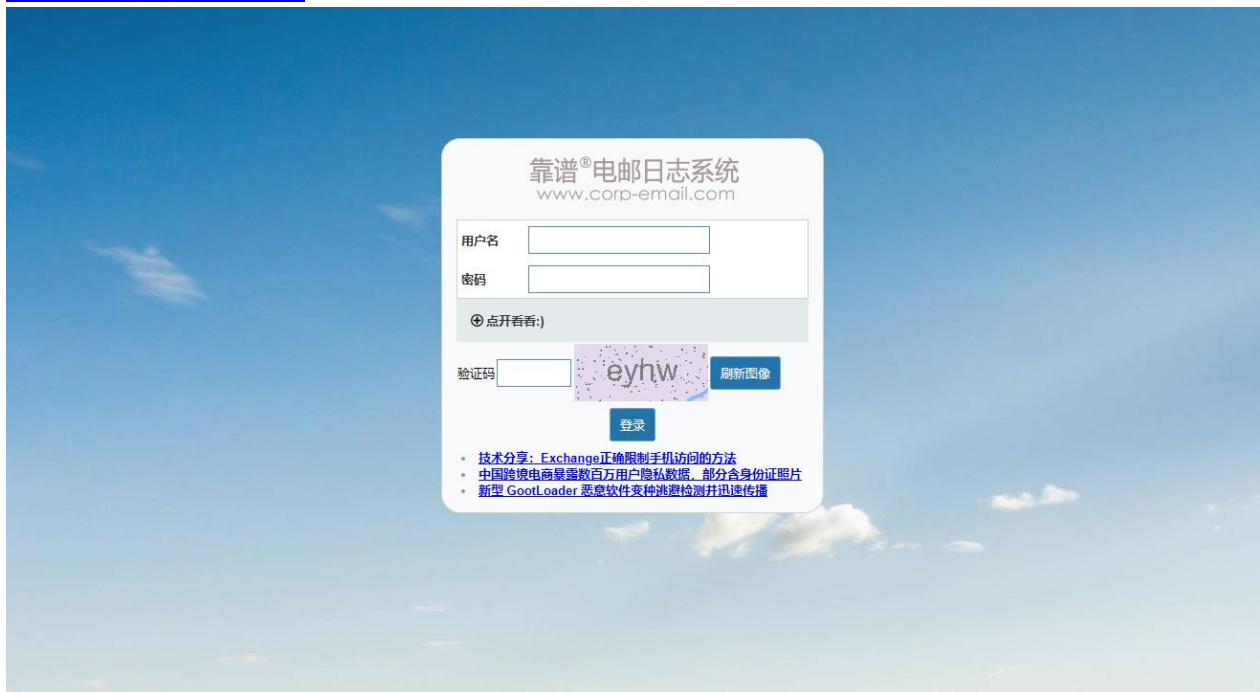 靠谱®电邮日志系统
www.corp-email.com
用户名
密码
点开看看:)
验证码 eyhw 刷新图像
登录
技术分享：Exchange正确限制手机访问的方法
中国跨境电商暴露数百万用户隐私数据，部分含身份证照片
新型 GootLoader 恶意软件变种逃避检测并迅速传播